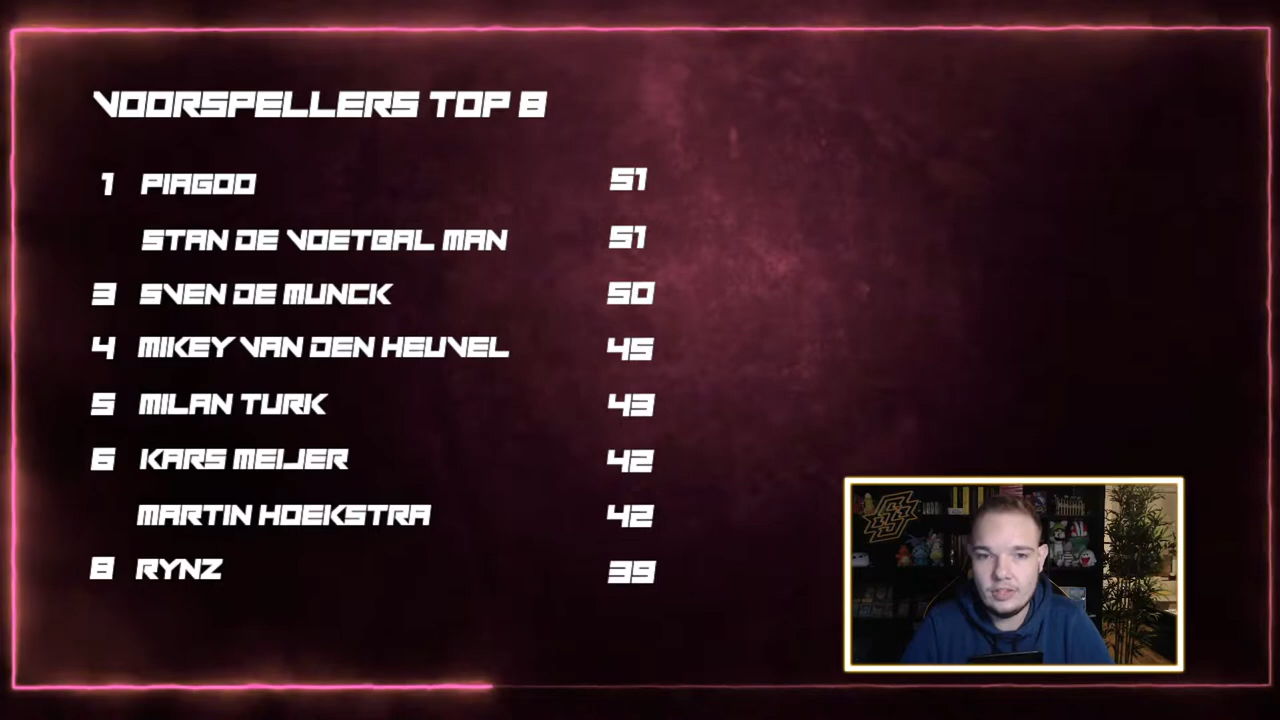 VOORSPELLERS TOP 8
1 PIAGOO 51
STAN DE VOETBAL MAN 51
3 SVEN DE MUNCK 50
4 MIKEY VAN DEN HEUVEL 45
5 MILAN TURK 43
6 KARS MEIJER 42
MARTIN HOEKSTRA 42
8 RYNZ 39